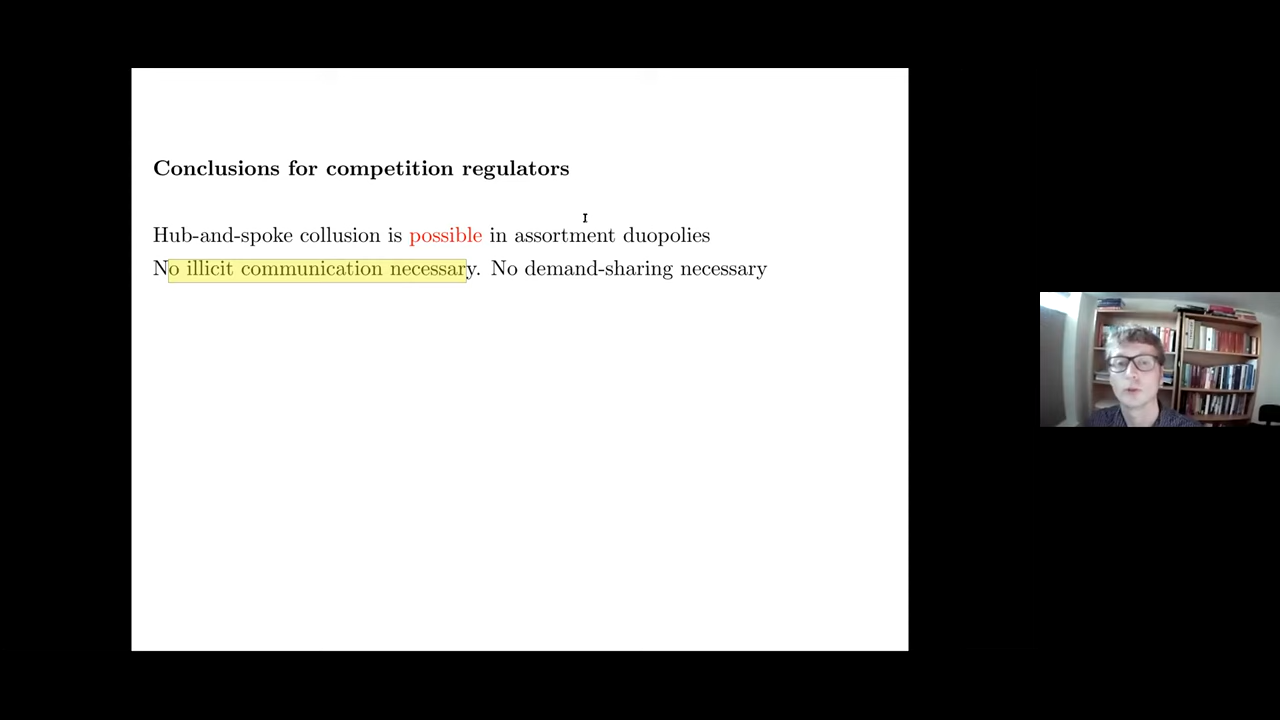 Conclusions for competition regulators
Hub-and-spoke collusion is possible in assortment duopolies
No illicit communication necessary. No demand-sharing necessary